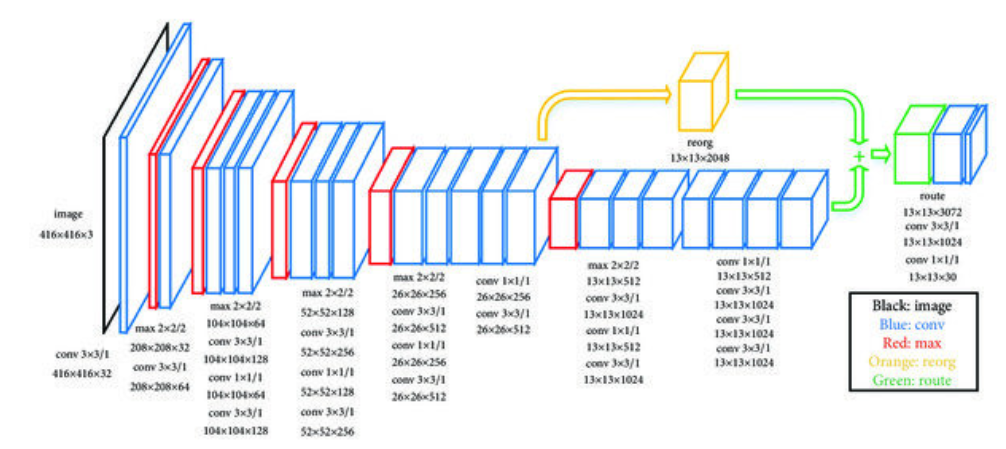 image
416×416×3
conv 3×3/1
416×416×32
max 2×2/2
208×208×32
conv 3×3/1
208×208×64
max 2×2/2
104×104×64
conv 3×3/1
104×104×128
conv 1×1/1
104×104×64
conv 3×3/1
104×104×128
max 2×2/2
52×52×128
conv 3×3/1
52×52×256
conv 1×1/1
52×52×128
conv 3×3/1
52×52×256
max 2×2/2
26×26×256
conv 3×3/1
26×26×512
conv 1×1/1
26×26×256
conv 3×3/1
26×26×512
conv 1×1/1
26×26×256
conv 3×3/1
26×26×512
reorg
13×13×2048
max 2×2/2
13×13×512
conv 3×3/1
13×13×1024
conv 1×1/1
13×13×512
conv 3×3/1
13×13×1024
conv 1×1/1
13×13×512
conv 3×3/1
13×13×1024
conv 3×3/1
13×13×1024
conv 3×3/1
13×13×1024
+
route
13×13×3072
conv 3×3/1
13×13×1024
conv 1×1/1
13×13×30
Black: image
Blue: conv
Red: max
Orange: reorg
Green: route